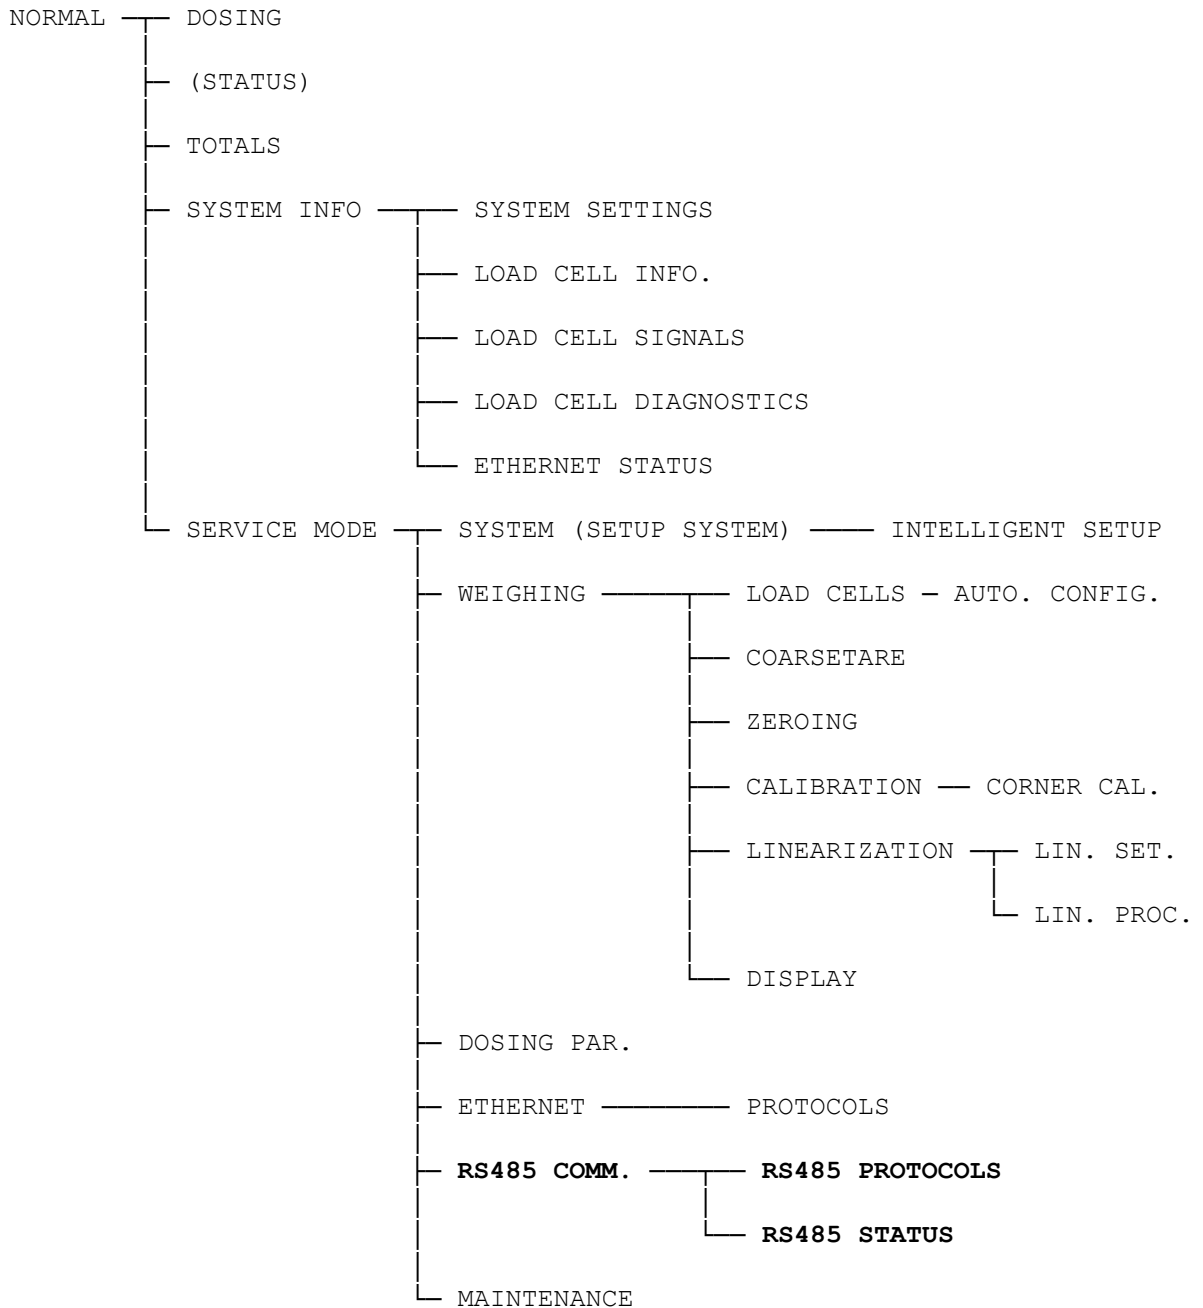 NORMAL DOSING
(STATUS)
TOTALS
SYSTEM INFO SYSTEM SETTINGS
LOAD CELL INFO.
LOAD CELL SIGNALS
LOAD CELL DIAGNOSTICS
ETHERNET STATUS
SERVICE MODE SYSTEM (SETUP SYSTEM) INTELLIGENT SETUP
WEIGHING LOAD CELLS AUTO. CONFIG.
COARSETARE
ZEROING
CALIBRATION CORNER CAL.
LINEARIZATION LIN. SET.
LIN. PROC.
DISPLAY
DOSING PAR.
ETHERNET PROTOCOLS
RS485 COMM. RS485 PROTOCOLS
RS485 STATUS
MAINTENANCE